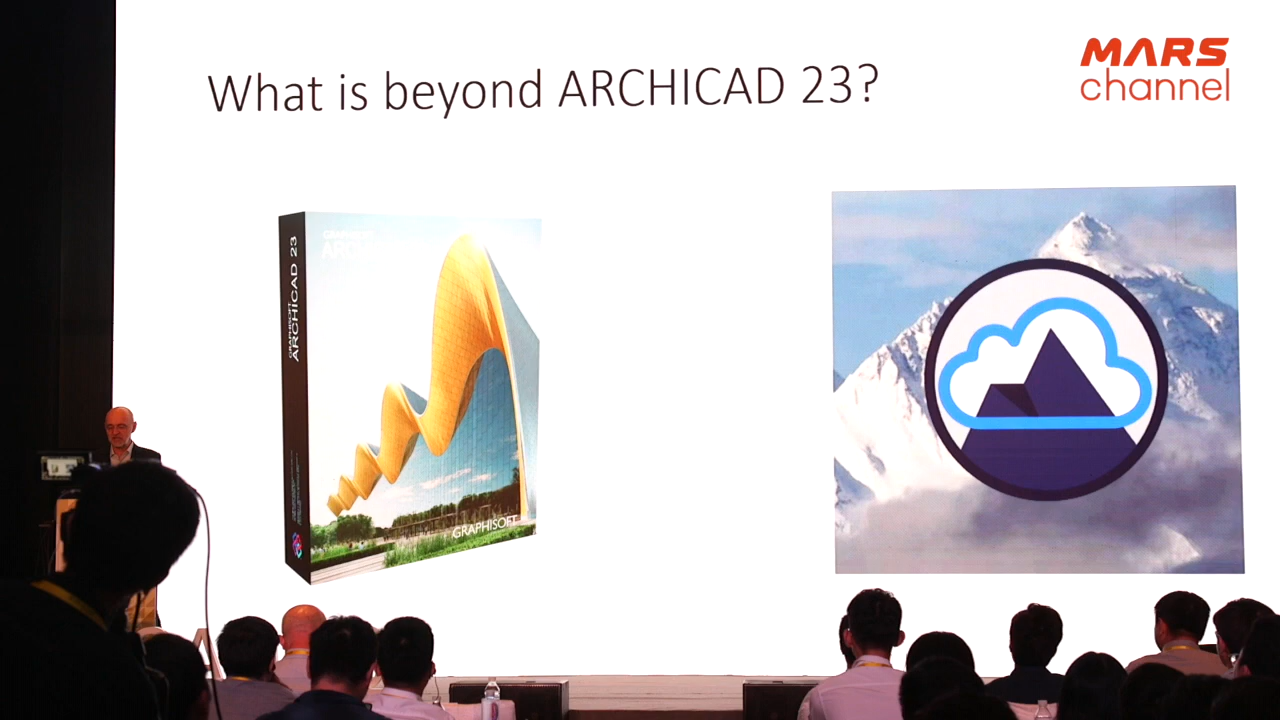 What is beyond ARCHICAD 23?
MARS
channel
GRAPHISOFT
ARCHICAD 23
GRAPHISOFT